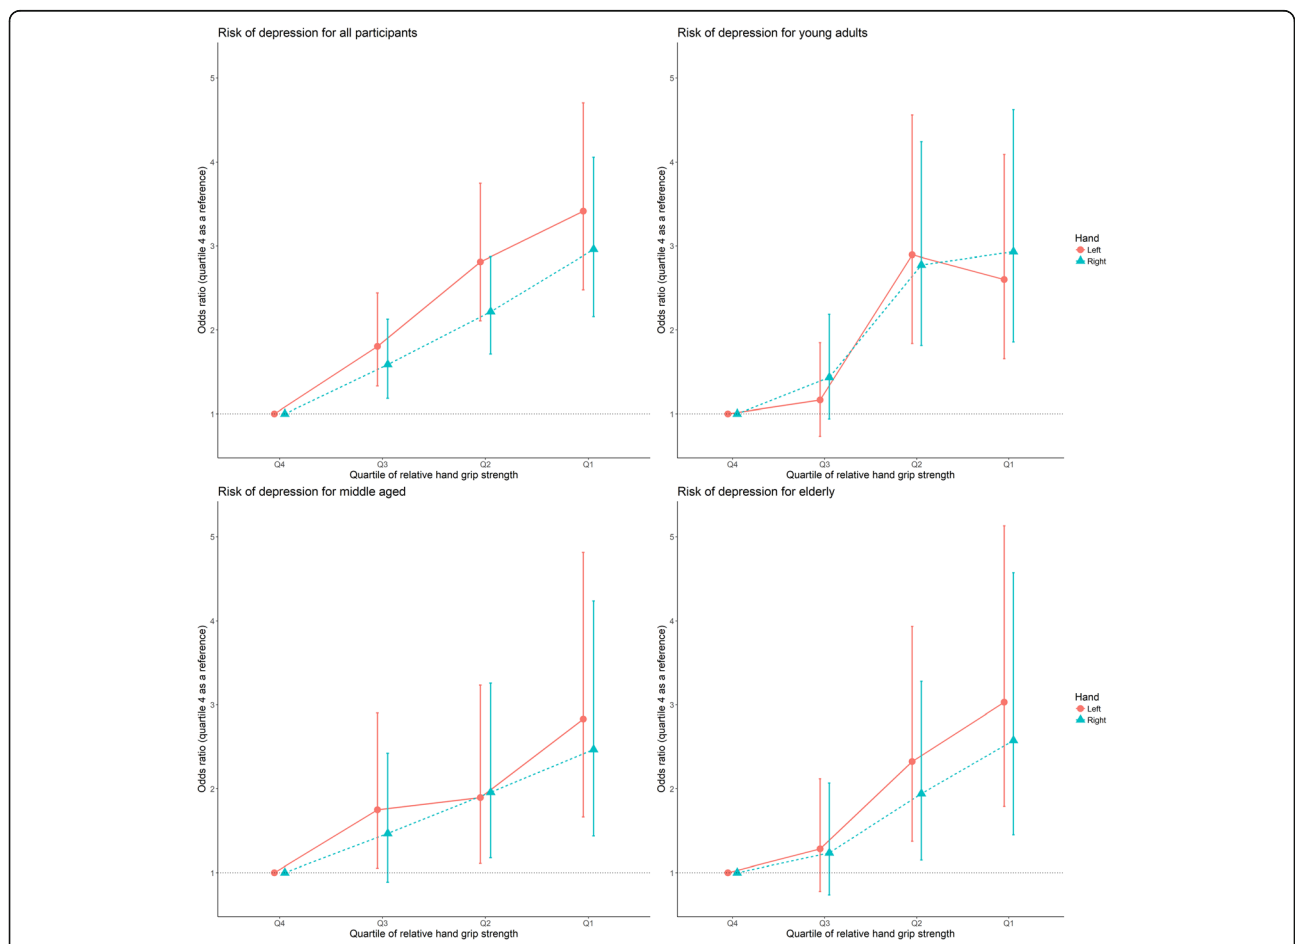 Risk of depression for all participants
Odds ratio (quartile 4 as a reference)
5
4
3
2
1
Q4 Q3 Q2 Q1
Quartile of relative hand grip strength
Risk of depression for young adults
Odds ratio (quartile 4 as a reference)
5
4
3
2
1
Q4 Q3 Q2 Q1
Quartile of relative hand grip strength
Hand
Left
Right
Risk of depression for middle aged
Odds ratio (quartile 4 as a reference)
5
4
3
2
1
Q4 Q3 Q2 Q1
Quartile of relative hand grip strength
Risk of depression for elderly
Odds ratio (quartile 4 as a reference)
5
4
3
2
1
Q4 Q3 Q2 Q1
Quartile of relative hand grip strength
Hand
Left
Right